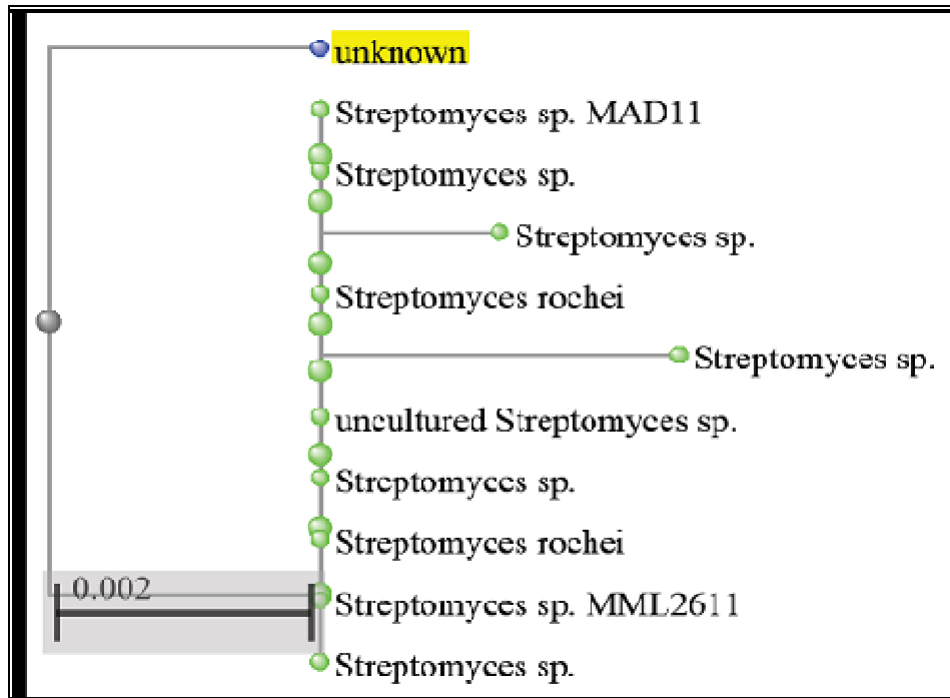 unknown
Streptomyces sp. MAD11
Streptomyces sp.
Streptomyces sp.
Streptomyces rochei
Streptomyces sp.
uncultured Streptomyces sp.
Streptomyces sp.
Streptomyces rochei
0.002
Streptomyces sp. MML2611
Streptomyces sp.